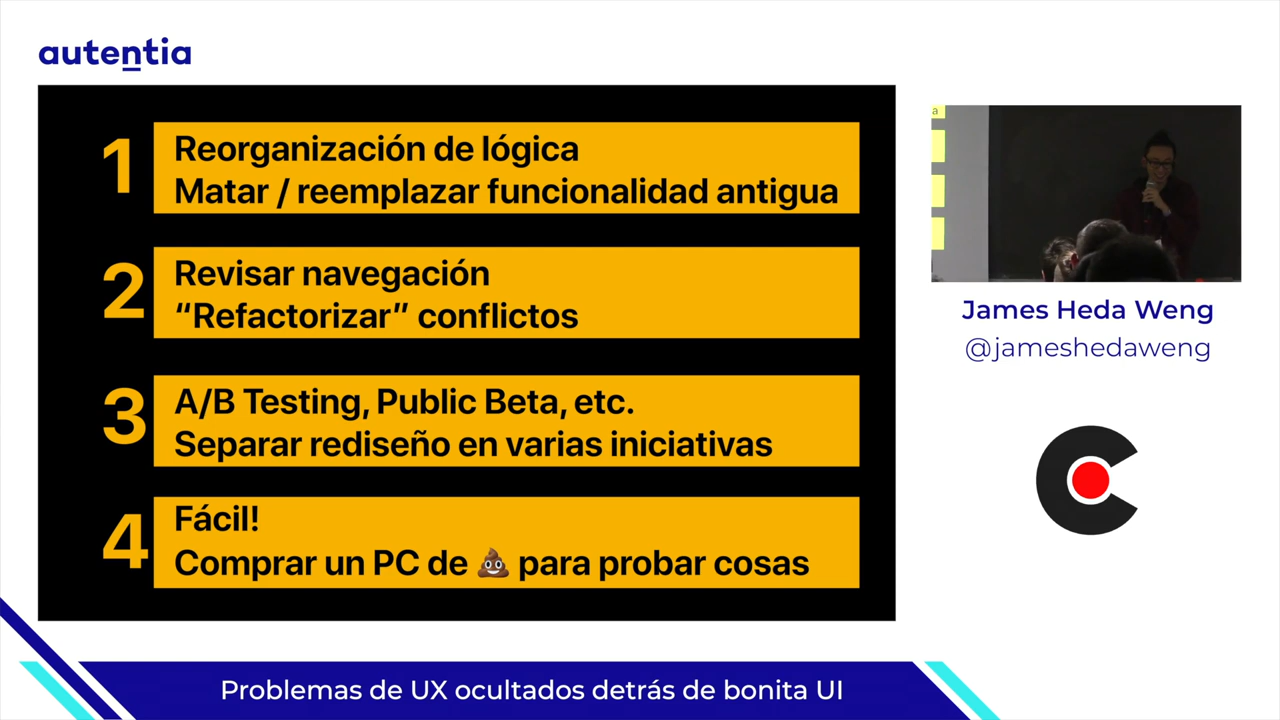 autentia
1
Reorganización de lógica
Matar / reemplazar funcionalidad antigua
2
Revisar navegación
“Refactorizar” conflictos
3
A/B Testing, Public Beta, etc.
Separar rediseño en varias iniciativas
4
Fácil!
Comprar un PC de 💩 para probar cosas
a
James Heda Weng
@jameshedaweng
Problemas de UX ocultados detrás de bonita UI